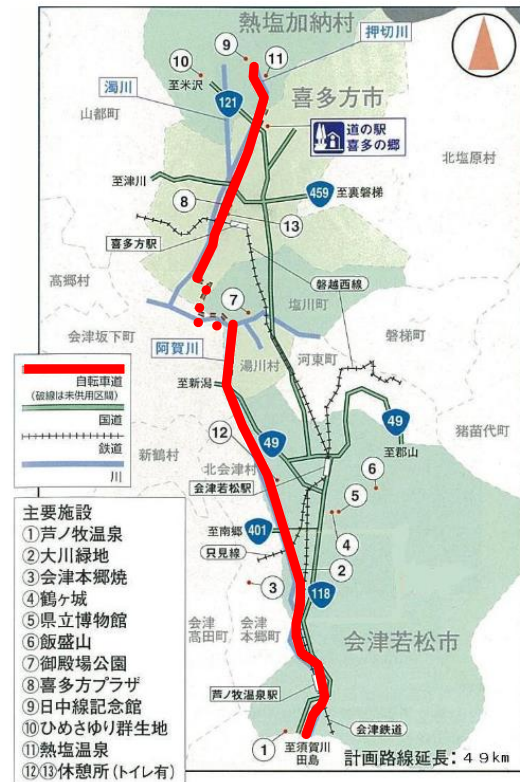 熱塩加納村
押切川
⑨
⑪
⑩
至米沢
濁川
121
喜多方市
山都町
道の駅
喜多の郷
北塩原村
至津川
459
至裏磐梯
⑧
⑬
喜多方駅
高郷村
⑦
塩川町
磐越西線
会津坂下町
阿賀川
湯川村
河東町
磐梯町
自転車道
(破線は未供用区間)
国道
鉄道
川
至新潟
49
49
至郡山
猪苗代町
新鶴村
⑫
北会津村
会津若松駅
⑥
⑤
④
至南郷
401
只見線
②
③
118
会津
高田町
会津
本郷町
会津若松市
芦ノ牧温泉駅
会津鉄道
①
至須賀川
田島
計画路線延長:49km
主要施設
①芦ノ牧温泉
②大川緑地
③会津本郷焼
④鶴ヶ城
⑤県立博物館
⑥飯盛山
⑦御殿場公園
⑧喜多方プラザ
⑨日中線記念館
⑩ひめさゆり群生地
⑪熱塩温泉
⑫⑬休憩所(トイレ有)